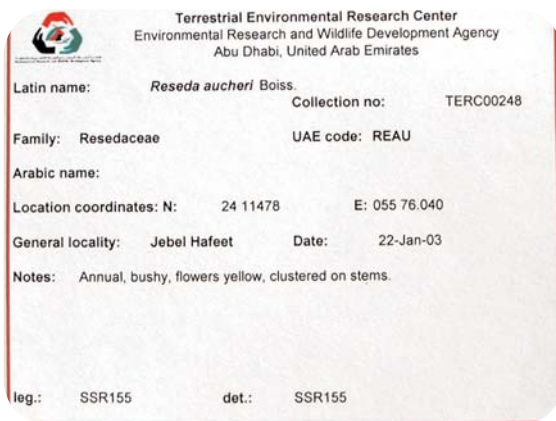 Terrestrial Environmental Research Center
Environmental Research and Wildlife Development Agency
Abu Dhabi, United Arab Emirates
Latin name: Reseda aucheri Boiss.
Collection no: TERC00248
Family: Resedaceae UAE code: REAU
Arabic name:
Location coordinates: N: 24 11478 E: 055 76.040
General locality: Jebel Hafeet Date: 22-Jan-03
Notes: Annual, bushy, flowers yellow, clustered on stems.
leg.: SSR155 det.: SSR155